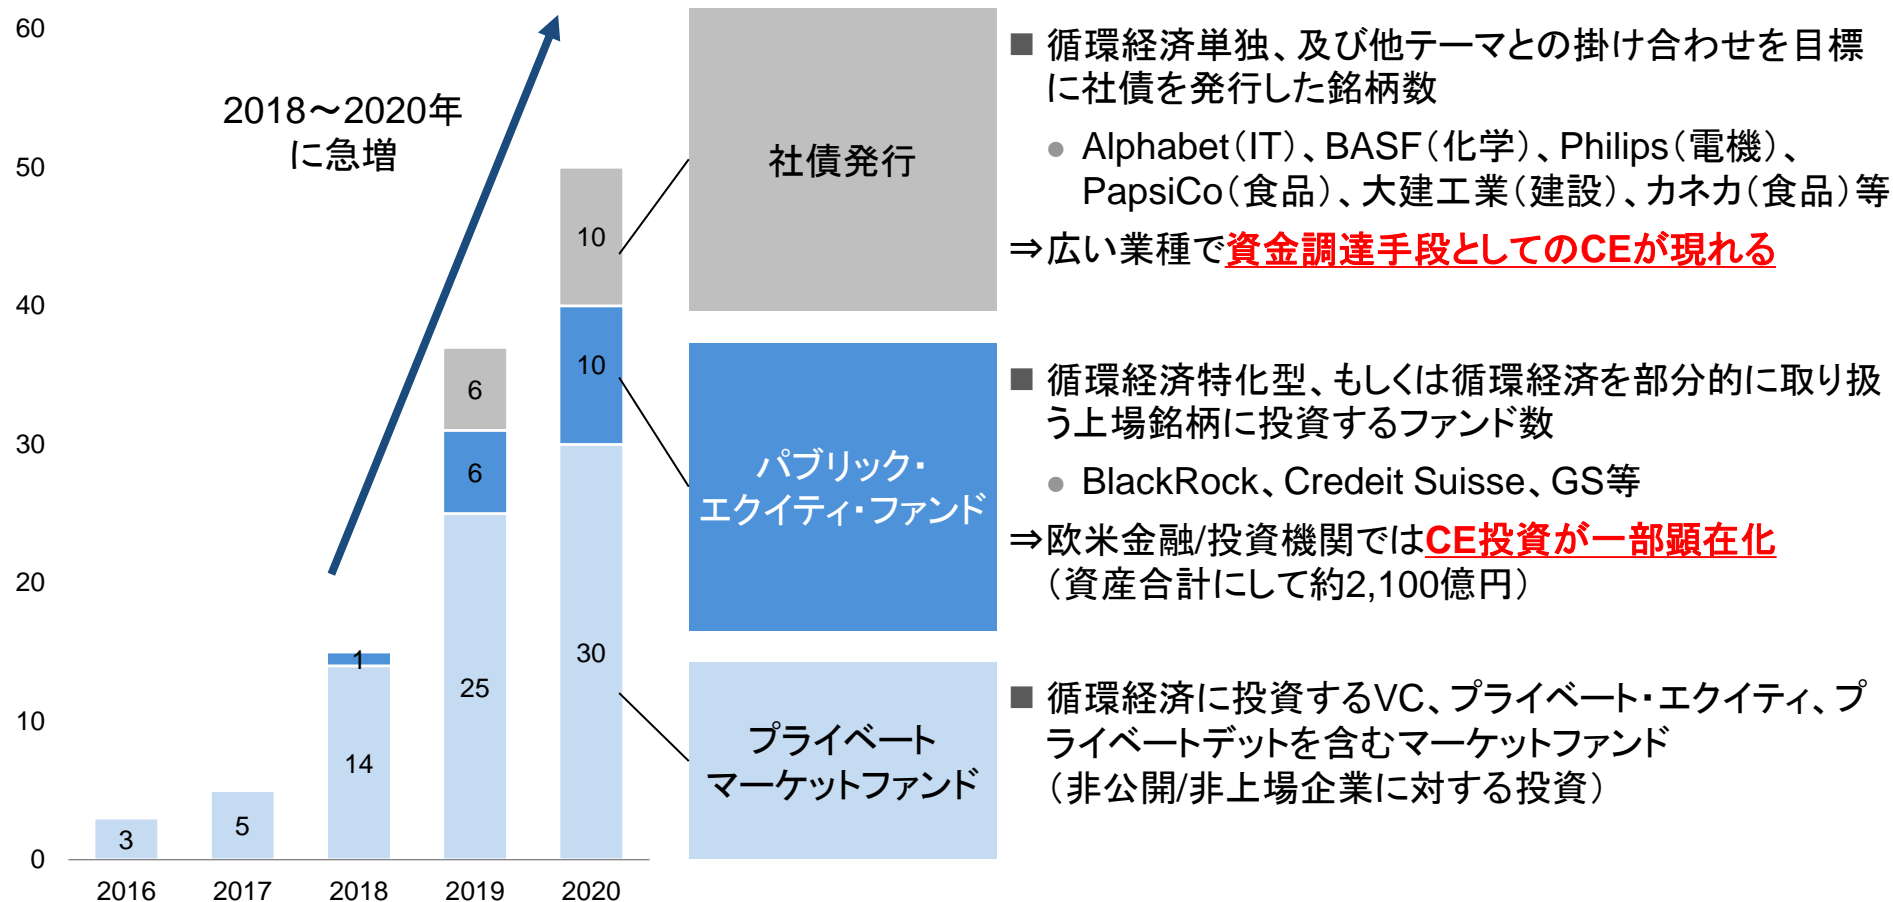 60
50
40
30
20
10
0
2018～2020年
に急増
3
5
14
1
25
6
6
30
10
10
2016
2017
2018
2019
2020
社債発行
パブリック・
エクイティ・ファンド
プライベート
マーケットファンド
■ 循環経済単独、及び他テーマとの掛け合わせを目標
に社債を発行した銘柄数
● Alphabet（IT）、BASF（化学）、Philips（電機）、
PapsiCo（食品）、大建工業（建設）、カネカ（食品）等
⇒広い業種で資金調達手段としてのCEが現れる
■ 循環経済特化型、もしくは循環経済を部分的に取り扱
う上場銘柄に投資するファンド数
● BlackRock、Credeit Suisse、GS等
⇒欧米金融/投資機関ではCE投資が一部顕在化
（資産合計にして約2,100億円）
■ 循環経済に投資するVC、プライベート・エクイティ、プ
ライベートデットを含むマーケットファンド
（非公開/非上場企業に対する投資）